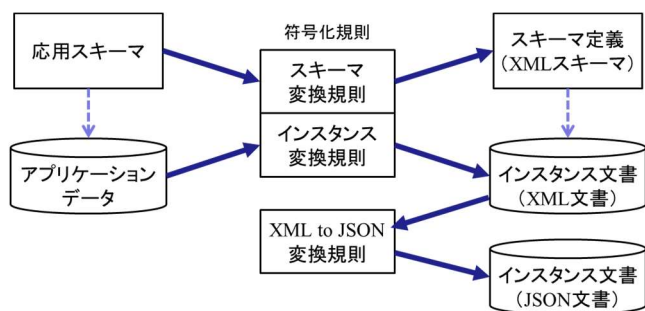 符号化規則
応用スキーマ
スキーマ
変換規則
スキーマ定義
(XMLスキーマ)
インスタンス
変換規則
アプリケーション
データ
インスタンス文書
(XML文書)
XML to JSON
変換規則
インスタンス文書
(JSON文書)